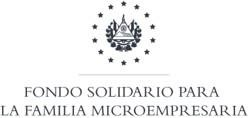 FONDO SOLIDARIO PARA
LA FAMILIA MICROEMPRESARIA